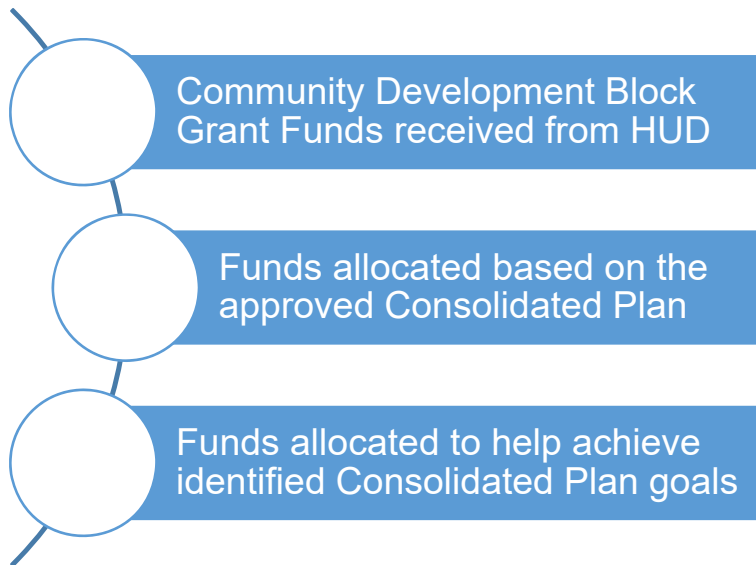 Community Development Block
Grant Funds received from HUD
Funds allocated based on the
approved Consolidated Plan
Funds allocated to help achieve
identified Consolidated Plan goals